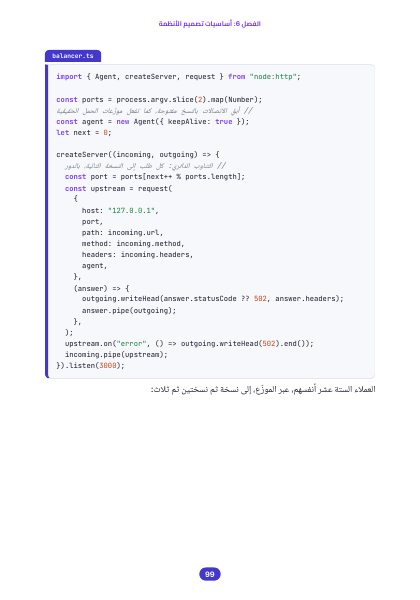 الفصل 6: أساسيات تصميم الأنظمة
balancer.ts
import { Agent, createServer, request } from "node:http";
const ports = process.argv.slice(2).map(Number);
// أبقِ الاتصالات بالنسخ مفتوحة، كما تفعل موزّعات الحمل الحقيقية
const agent = new Agent({ keepAlive: true });
let next = 0;
createServer((incoming, outgoing) => {
// التناوب الدائري: كل طلب إلى النسخة التالية، بالدور
const port = ports[next++ % ports.length];
const upstream = request(
{
host: "127.0.0.1",
port,
path: incoming.url,
method: incoming.method,
headers: incoming.headers,
agent,
},
(answer) => {
outgoing.writeHead(answer.statusCode ?? 502, answer.headers);
answer.pipe(outgoing);
},
);
upstream.on("error", () => outgoing.writeHead(502).end());
incoming.pipe(upstream);
}).listen(3000);
العملاء الستة عشر أنفسهم، عبر الموزّع، إلى نسخة ثم نسختين ثم ثلاث:
99